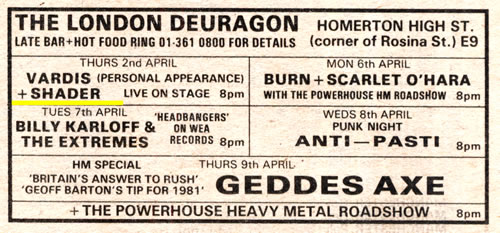 THE LONDON DEURAGON
HOMERTON HIGH ST.
LATE BAR+HOT FOOD RING 01-361 0800 FOR DETAILS
(corner of Rosina St.) E9
THURS 2nd APRIL
VARDIS (PERSONAL APPEARANCE)
+ SHADER LIVE ON STAGE 8pm
MON 6th APRIL
BURN + SCARLET O'HARA
WITH THE POWERHOUSE HM ROADSHOW 8pm
TUES 7th APRIL
BILLY KARLOFF &
THE EXTREMES
'HEADBANGERS'
ON WEA
RECORDS 8pm
WEDS 8th APRIL
PUNK NIGHT
ANTI—PASTI 8pm
HM SPECIAL
THURS 9th APRIL
'BRITAIN'S ANSWER TO RUSH'
'GEOFF BARTON'S TIP FOR 1981'
GEDDES AXE
+ THE POWERHOUSE HEAVY METAL ROADSHOW 8pm